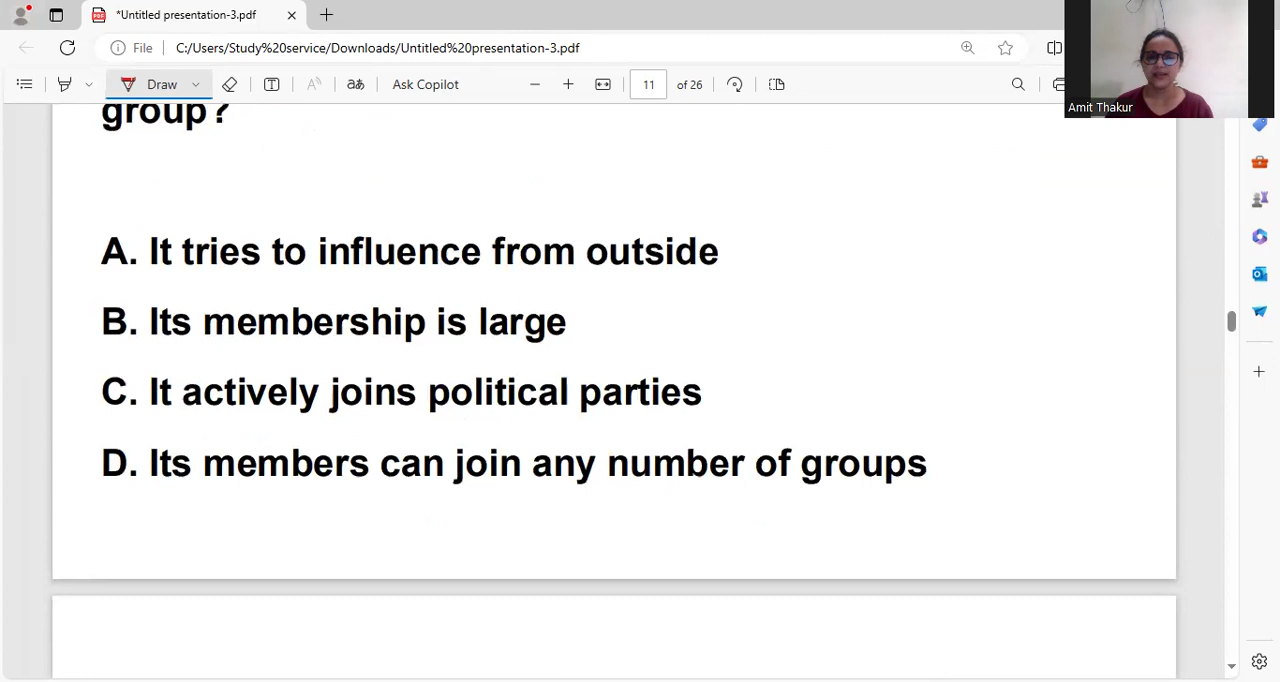 *Untitled presentation-3.pdf
File C:/Users/Study%20service/Downloads/Untitled%20presentation-3.pdf
Draw A aあ Ask Copilot 11 of 26
Amit Thakur
group?
A. It tries to influence from outside
B. Its membership is large
C. It actively joins political parties
D. Its members can join any number of groups